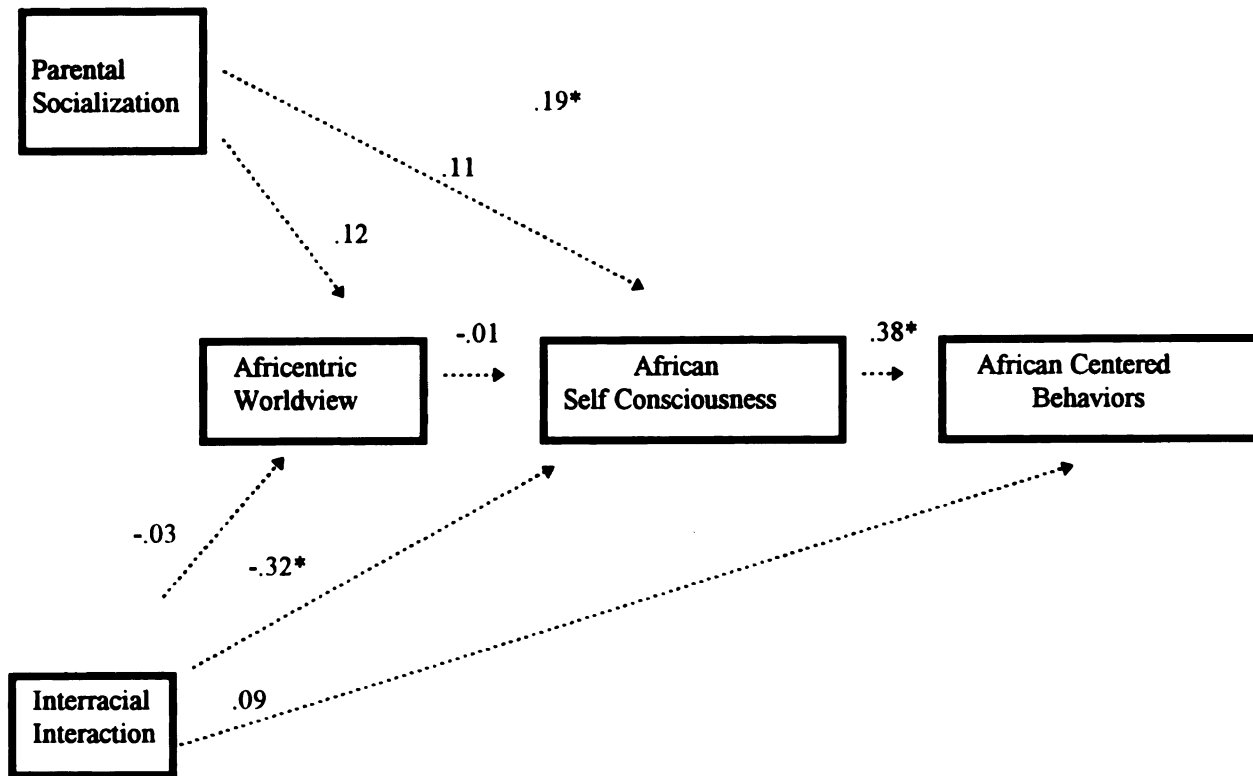 Parental
Socialization
.19*
.11
.12
-.01
.38*
Africentric
Worldview
African
Self Consciousness
African Centered
Behaviors
-.03
-.32*
.09
Interracial
Interaction